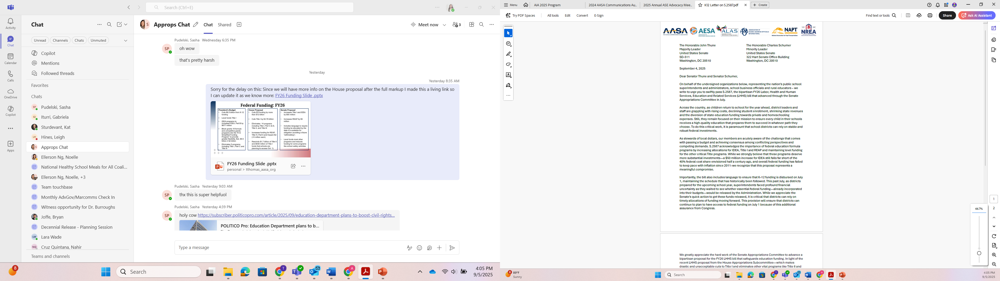 Search (Ctrl+E)
Activity
Chat
Calendar
Calls
OneDrive
Copilot
Apps
Chat
Unread
Channels
Chats
Unmuted
Copilot
Mentions
Followed threads
Favorites
Chats
SP Pudelski, Sasha
GI Iturri, Gabriela
Sturdevant, Kat
LH Hines, Leigh
S Approps Chat
Ellerson Ng, Noelle
National Healthy School Meals for All Coali...
Ellerson Ng, Noelle, +3
Team touchbase
Monthly AdvGov/Marcomms Check In
Witness opportunity for Dr. Burroughs
Joffe, Bryan
Decennial Release - Planning Session
LW Lara Wade
NQ Cruz Quintana, Nahir
Teams and channels
S Approps Chat
Chat
Shared
Meet now
3
Pudelski, Sasha Wednesday 6:35 PM
SP
oh wow
that's pretty harsh
Yesterday
Yesterday 8:35 AM
Sorry for the delay on this: Since we will have more info on the House proposal after the full markup I made this a living link so
I can update it as we know more: FY26 Funding Slide .pptx
Federal Funding: FY26
President's Budget
Cuts $6.5 billion from K-12
funding
Level funds Title I
IDEA programs to
increases IDEA, Part B by
$677 million
Block grants 18 formula
and competitive grants
programs into the "K12
Simplified Funding
Program" to provide
greater flexibility. But, $6.5
billion ≠ $2 billion
Eliminates 5 programs
including Title I, Part C and
Title III
House Proposal
Cuts ED funding by more
than $12 billion
Cuts Title I by $3.78 billion
Eliminates 14 programs
including Title I, Part C & D,
Title II, and Title III
Increases funding for REAP,
Title IV, Part A and Impact Aid
(+5 million each)
Rescinds $1.7 billion of Title II
and $938 million of Title I
funds that schools are
planning to access Oct. 1)
Senate Proposal
Increases Title I and IDEA
by $50 million
Increases REAP by $5
million
Includes language to require
funding be allocated by the
date it is available for
obligation (avoiding a future
"withholding")
Level funds most other
programs and reduces
funding for some programs
like school safety activities
FY26 Funding Slide .pptx
personal > tthomas_aasa_org
Pudelski, Sasha Yesterday 9:03 AM
SP
thx this is super helpfuol
Pudelski, Sasha Yesterday 4:39 PM
SP
holy cow https://subscriber.politicopro.com/article/2025/09/education-department-plans-to-boost-civil-rights...
POLITICO Pro: Education Department plans to b...
Type a message
8
Search
4:05 PM
9/5/2025
Menu
AiA 2025 Program
2024 AASA Communications Au...
2025 Annual ASE Advocacy Mee...
K12 Letter on S.2587.pdf
Create
Try PDF Spaces
All tools
Edit
Convert
E-Sign
Find text or tools
Share
Ask AI Assistant
AASA
AESA
ALAS
ASSOCIATION OF
SCHOOL BUSINESS OFFICIALS
INTERNATIONAL
NAPT
National Association for Pupil Transportation
NREA
The Honorable John Thune
Majority Leader
United States Senate
SD-511
Washington, DC 20510
The Honorable Charles Schumer
Minority Leader
United States Senate
322 Hart Senate Office Building
Washington, DC 20510
September 4, 2025
Dear Senator Thune and Senator Schumer,
On behalf of the undersigned organizations below, representing the nation's public school
superintendents and administrators, school business officials and rural educators – we
write to urge you to swiftly pass S.2587, the bipartisan FY26 Labor, Health and Human
Services, Education and Related Services (LHHS) bill that advanced through the Senate
Appropriations Committee in July.
Across the country, as children return to school for the year ahead, district leaders and
staff are grappling with rising costs, declining student enrollment, shrinking state revenues
and the diversion of state education funding towards private and homeschooling
expenses. Still, they remain focused on their mission to ensure every child in their schools
receives a high-quality education that prepares them to succeed in whatever path they
choose. To do this critical work, it is paramount that school districts can rely on stable and
robust federal investments.
As stewards of local dollars, our members are acutely aware of the challenge that comes
with passing a budget and achieving consensus among conflicting perspectives and
competing demands. S.2587 acknowledges the importance of federal education formula
programs by increasing allocations for IDEA, Title I and REAP and maintaining level funding
for the other critical Title programs. While we strongly believe that these programs deserve
more substantial investments—a $50 million increase for IDEA still falls far short of the
40% federal cost share envisioned half a century ago, and overall federal funding has failed
to keep pace with inflation since 2011–we recognize that this proposal represents a
meaningful compromise.
Importantly, the bill also includes language to ensure that K–12 funding is disbursed on July
1, maintaining the schedule that has historically been followed. This past July, as districts
prepared for the upcoming school year, superintendents faced profound financial
uncertainty as they waited to see whether essential federal funding—already incorporated
into their budgets—would be released by the Administration. While we appreciate the
Senate's quick action to get these funds released, it is critical that districts can rely on
timely allocations of funding moving forward. This provision will ensure that districts can
continue to plan to have access to federal funding on July 1 because of this additional
assurance from Congress.
We greatly appreciate the hard work of the Senate Appropriations Committee to advance a
bipartisan proposal for the FY26 LHHS bill that safeguards education funding. In light of the
recent LHHS proposal from the House Appropriations Subcommittee—which makes
drastic and unacceptable cuts to Title I and eliminates other vital programs like Title II and
1
2
66.7%
8
89°F
Sunny
Search
4:05 PM
9/5/2025